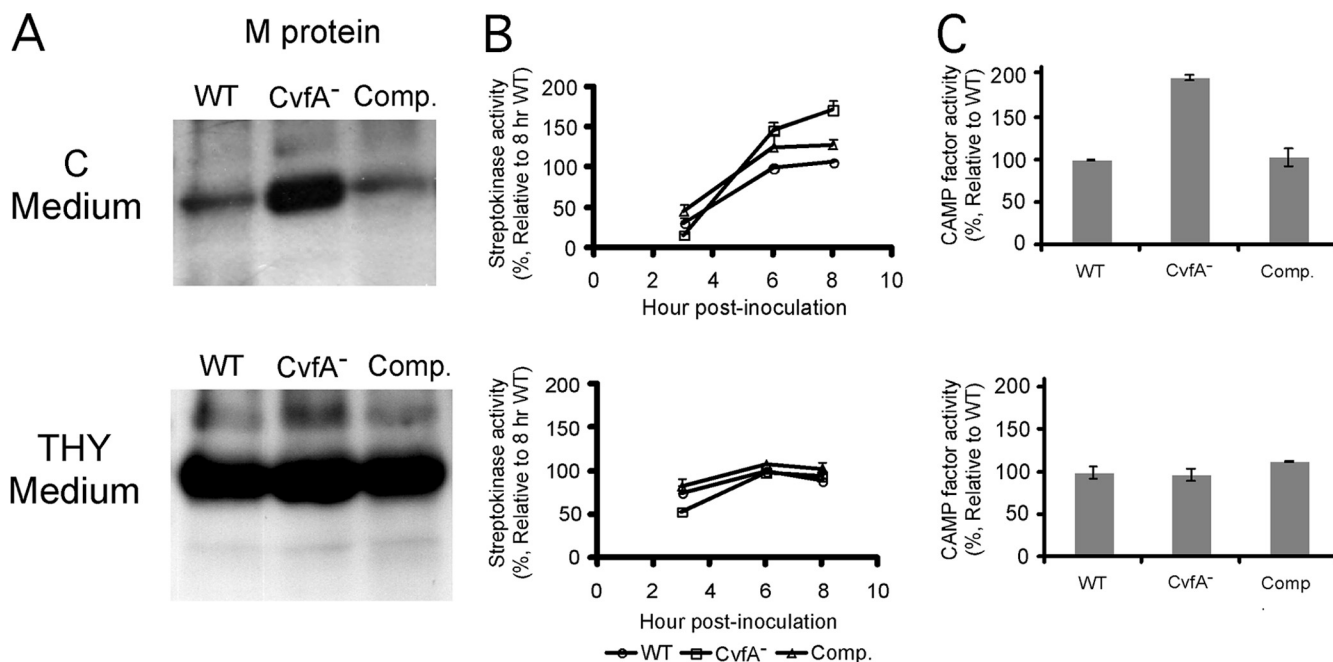 A
M protein
WT CvfA⁻ Comp.
C
Medium
WT CvfA⁻ Comp.
THY
Medium
B
Streptokinase activity
(%, Relative to 8 hr WT)
200
150
100
50
0
0 2 4 6 8 10
Hour post-inoculation
Streptokinase activity
(%, Relative to 8 hr WT)
200
150
100
50
0
0 2 4 6 8 10
Hour post-inoculation
WT CvfA⁻ Comp.
C
CAMP factor activity
(%, Relative to WT)
200
150
100
50
0
WT CvfA⁻ Comp.
CAMP factor activity
(%, Relative to WT)
200
150
100
50
0
WT CvfA⁻ Comp